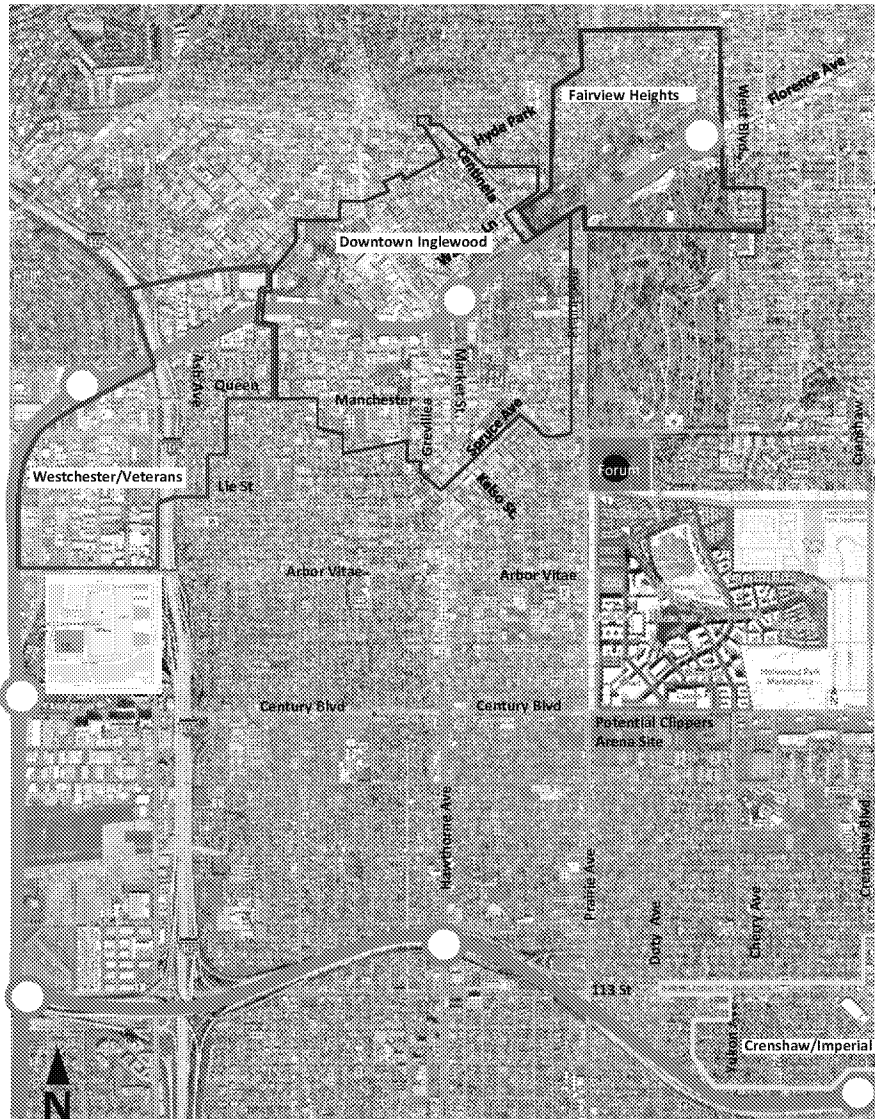 Fairview Heights
Florence Ave
West Blvd
Hyde Park
Centinela
Downtown Inglewood
Ash Ave
Queen
Manchester
Market St.
Grevillea
Spruce Ave
Crenshaw
Westchester/Veterans
Forum
Kelso St.
Arbor Vitae
Arbor Vitae
Hollywood Park
Marketplace
Century Blvd
Century Blvd
Potential Clippers
Arena Site
Hawthorne Ave
Crenshaw Blvd
Prairie Ave
Doty Ave
Cherry Ave
113 St
Yukon Ave
Crenshaw/Imperial
N